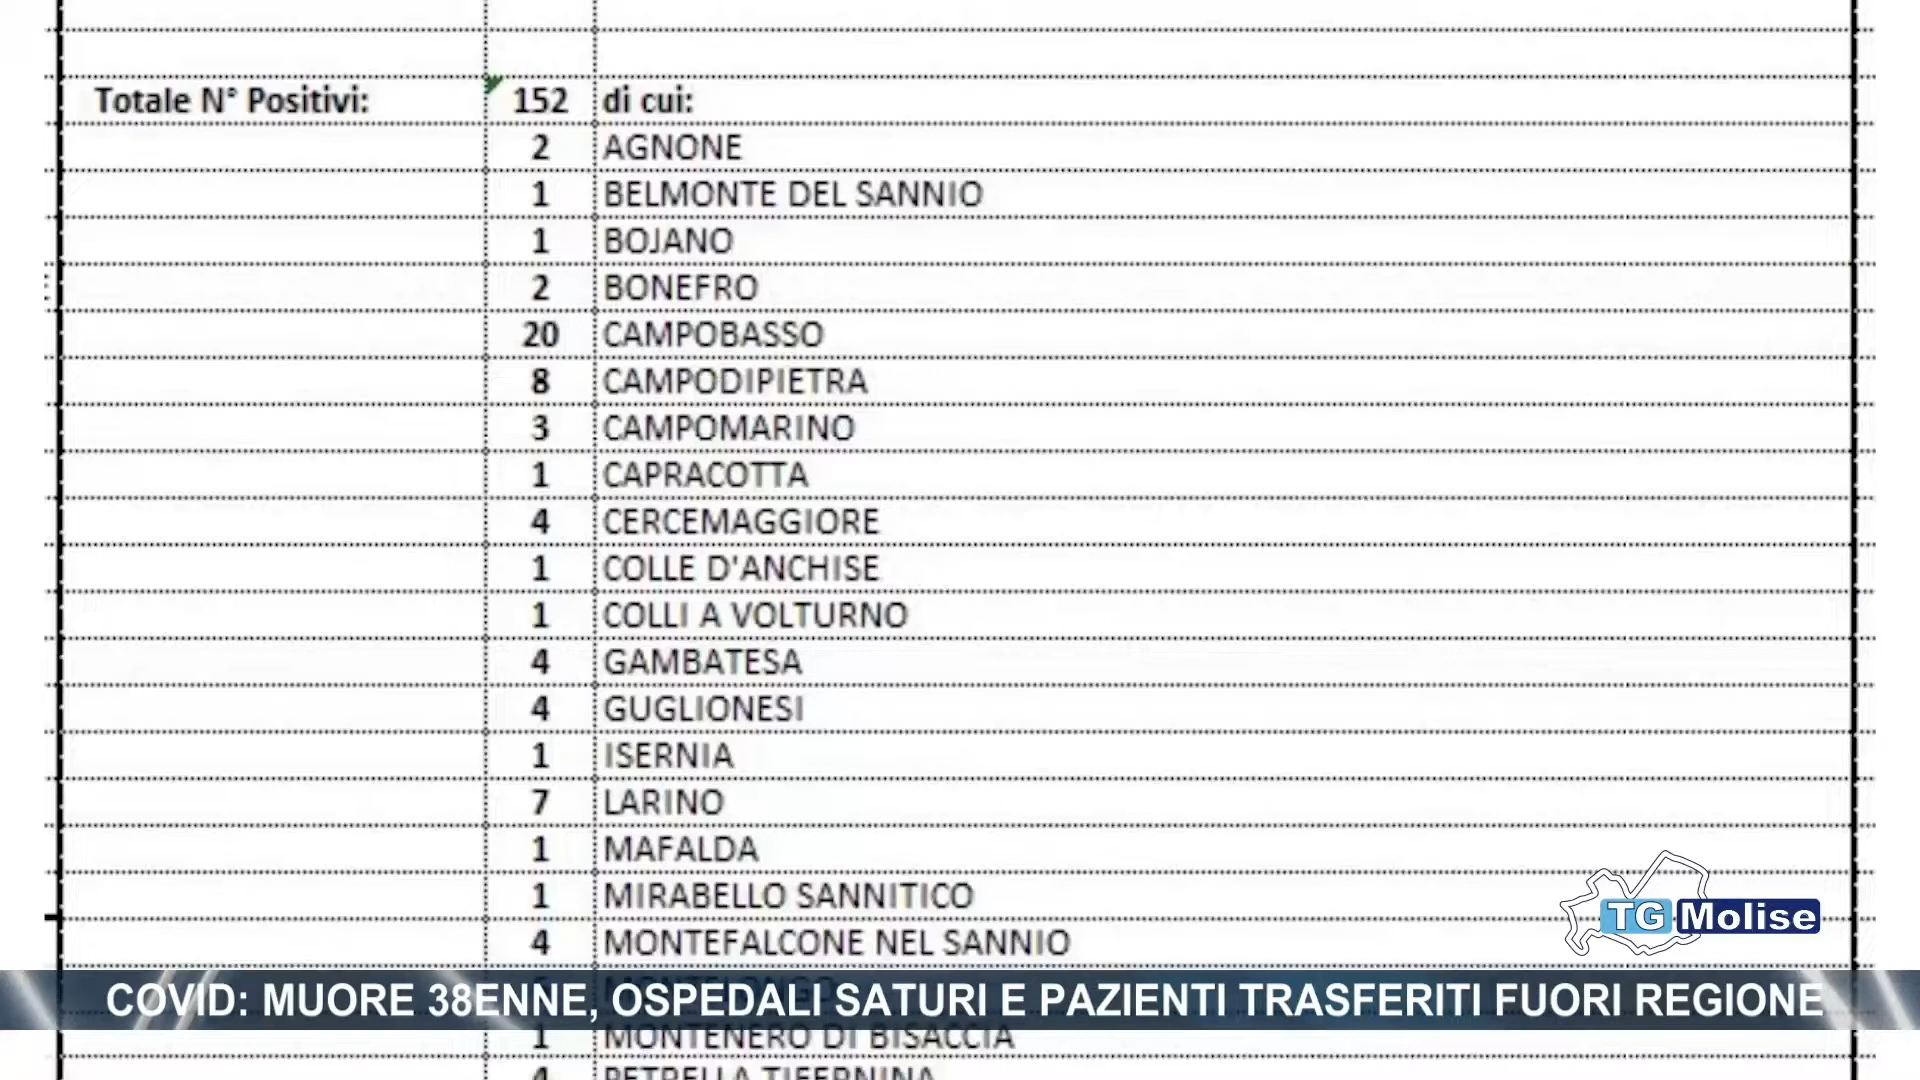 Totale N° Positivi: 152 di cui:
2 AGNONE
1 BELMONTE DEL SANNIO
1 BOJANO
2 BONEFRO
20 CAMPOBASSO
8 CAMPODIPIETRA
3 CAMPOMARINO
1 CAPRACOTTA
4 CERCEMAGGIORE
1 COLLE D'ANCHISE
1 COLLI A VOLTURNO
4 GAMBATESA
4 GUGLIONESI
1 ISERNIA
7 LARINO
1 MAFALDA
1 MIRABELLO SANNITICO
4 MONTEFALCONE NEL SANNIO
TG Molise
COVID: MUORE 38ENNE, OSPEDALI SATURI E PAZIENTI TRASFERITI FUORI REGIONE
1 MONTENERO DI BISACCIA
4 PETRELLA TIFERNINA